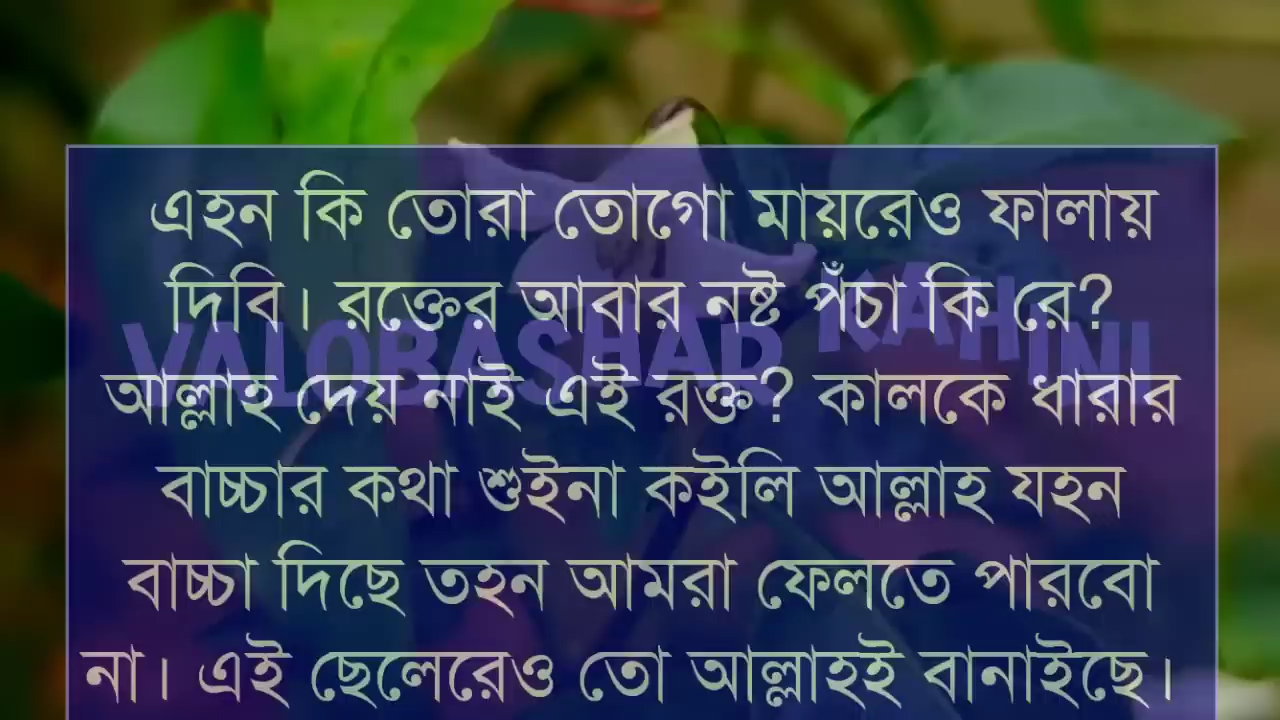 এহন কি তোরা তোগো মায়রেও ফালায়
দিবি। রক্তের আবার নষ্ট পঁচা কি রে?
VALOBASHAR KAHINI
আল্লাহ দেয় নাই এই রক্ত? কালকে ধারার
বাচ্চার কথা শুইনা কইলি আল্লাহ যহন
বাচ্চা দিছে তহন আমরা ফেলতে পারবো
না। এই ছেলেরেও তো আল্লাহই বানাইছে।